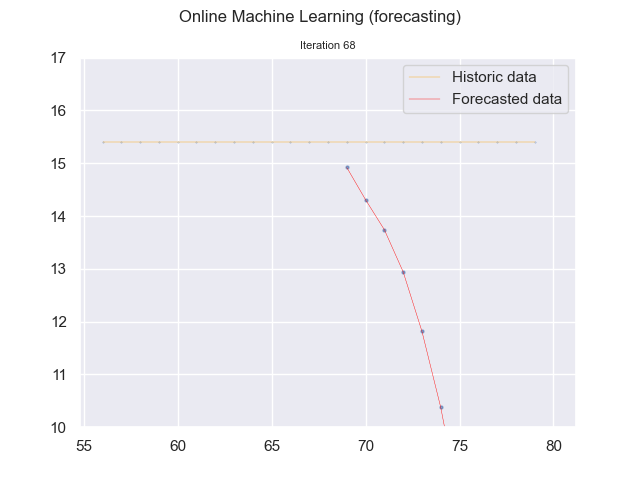 Online Machine Learning (forecasting)
Iteration 68
Historic data
Forecasted data
17
16
15
14
13
12
11
10
55 60 65 70 75 80